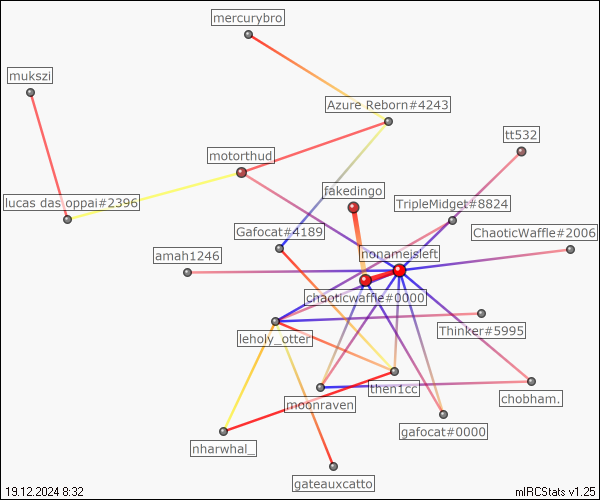 mercurybro
mukszi
Azure Reborn#4243
tt532
motorthud
fakedingo
lucas das oppai#2396
TripleMidget#8824
Gafocat#4189
ChaoticWaffle#2006
amah1246
nonameisleft
chaoticwaffle#0000
Thinker#5995
leholy_otter
then1cc
chobham.
moonraven
gafocat#0000
nharwhal_
gateauxcatto
19.12.2024 8:32
mIRCStats v1.25